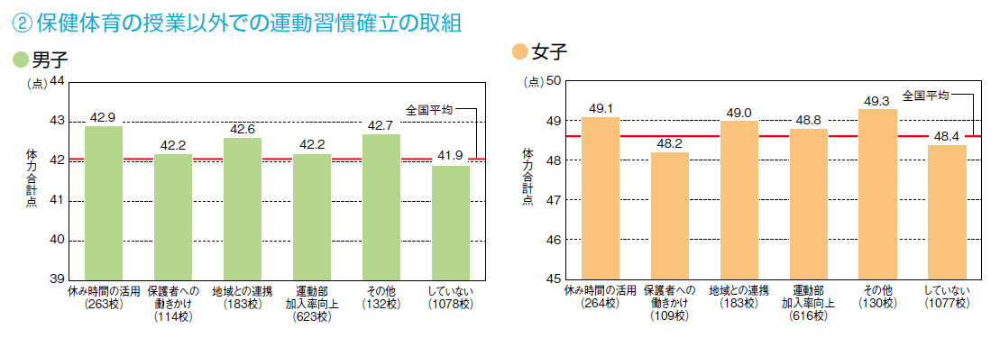 ② 保健体育の授業以外での運動習慣確立の取組
●男子
(点)
44
43
42
41
40
39
体力合計点
全国平均
42.9
42.2
42.6
42.2
42.7
41.9
休み時間の活用
(263校)
保護者への
働きかけ
(114校)
地域との連携
(183校)
運動部
加入率向上
(623校)
その他
(132校)
していない
(1078校)
●女子
(点)
50
49
48
47
46
45
体力合計点
全国平均
49.1
48.2
49.0
48.8
49.3
48.4
休み時間の活用
(264校)
保護者への
働きかけ
(109校)
地域との連携
(183校)
運動部
加入率向上
(616校)
その他
(130校)
していない
(1077校)